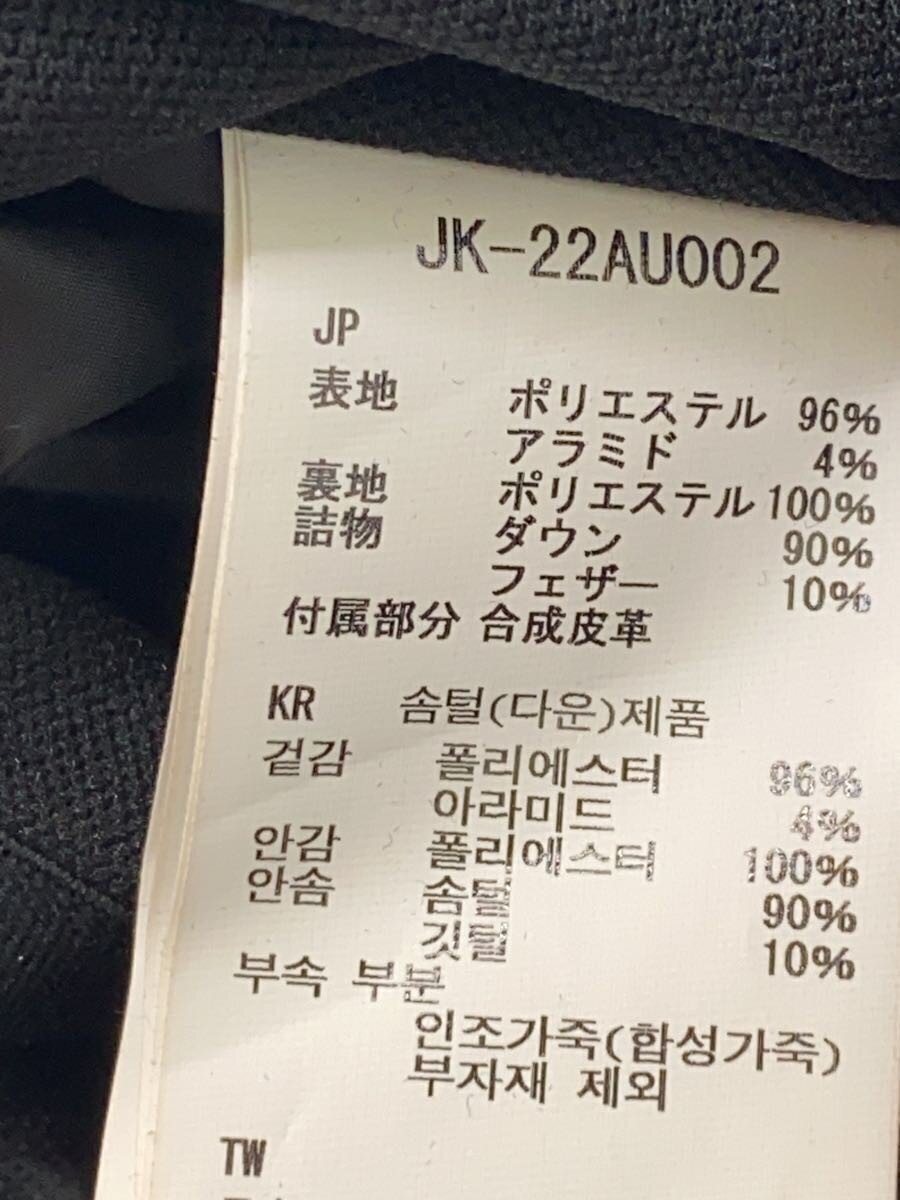 JK-22AU002
JP
表地 ポリエステル 96%
アラミド 4%
裏地 ポリエステル 100%
詰物 ダウン 90%
フェザー 10%
付属部分 合成皮革
KR 솜털(다운)제품
겉감 폴리에스터 96%
아라미드 4%
안감 폴리에스터 100%
안솜 솜털 90%
깃털 10%
부속 부분
인조가죽(합성가죽)
부자재 제외
TW